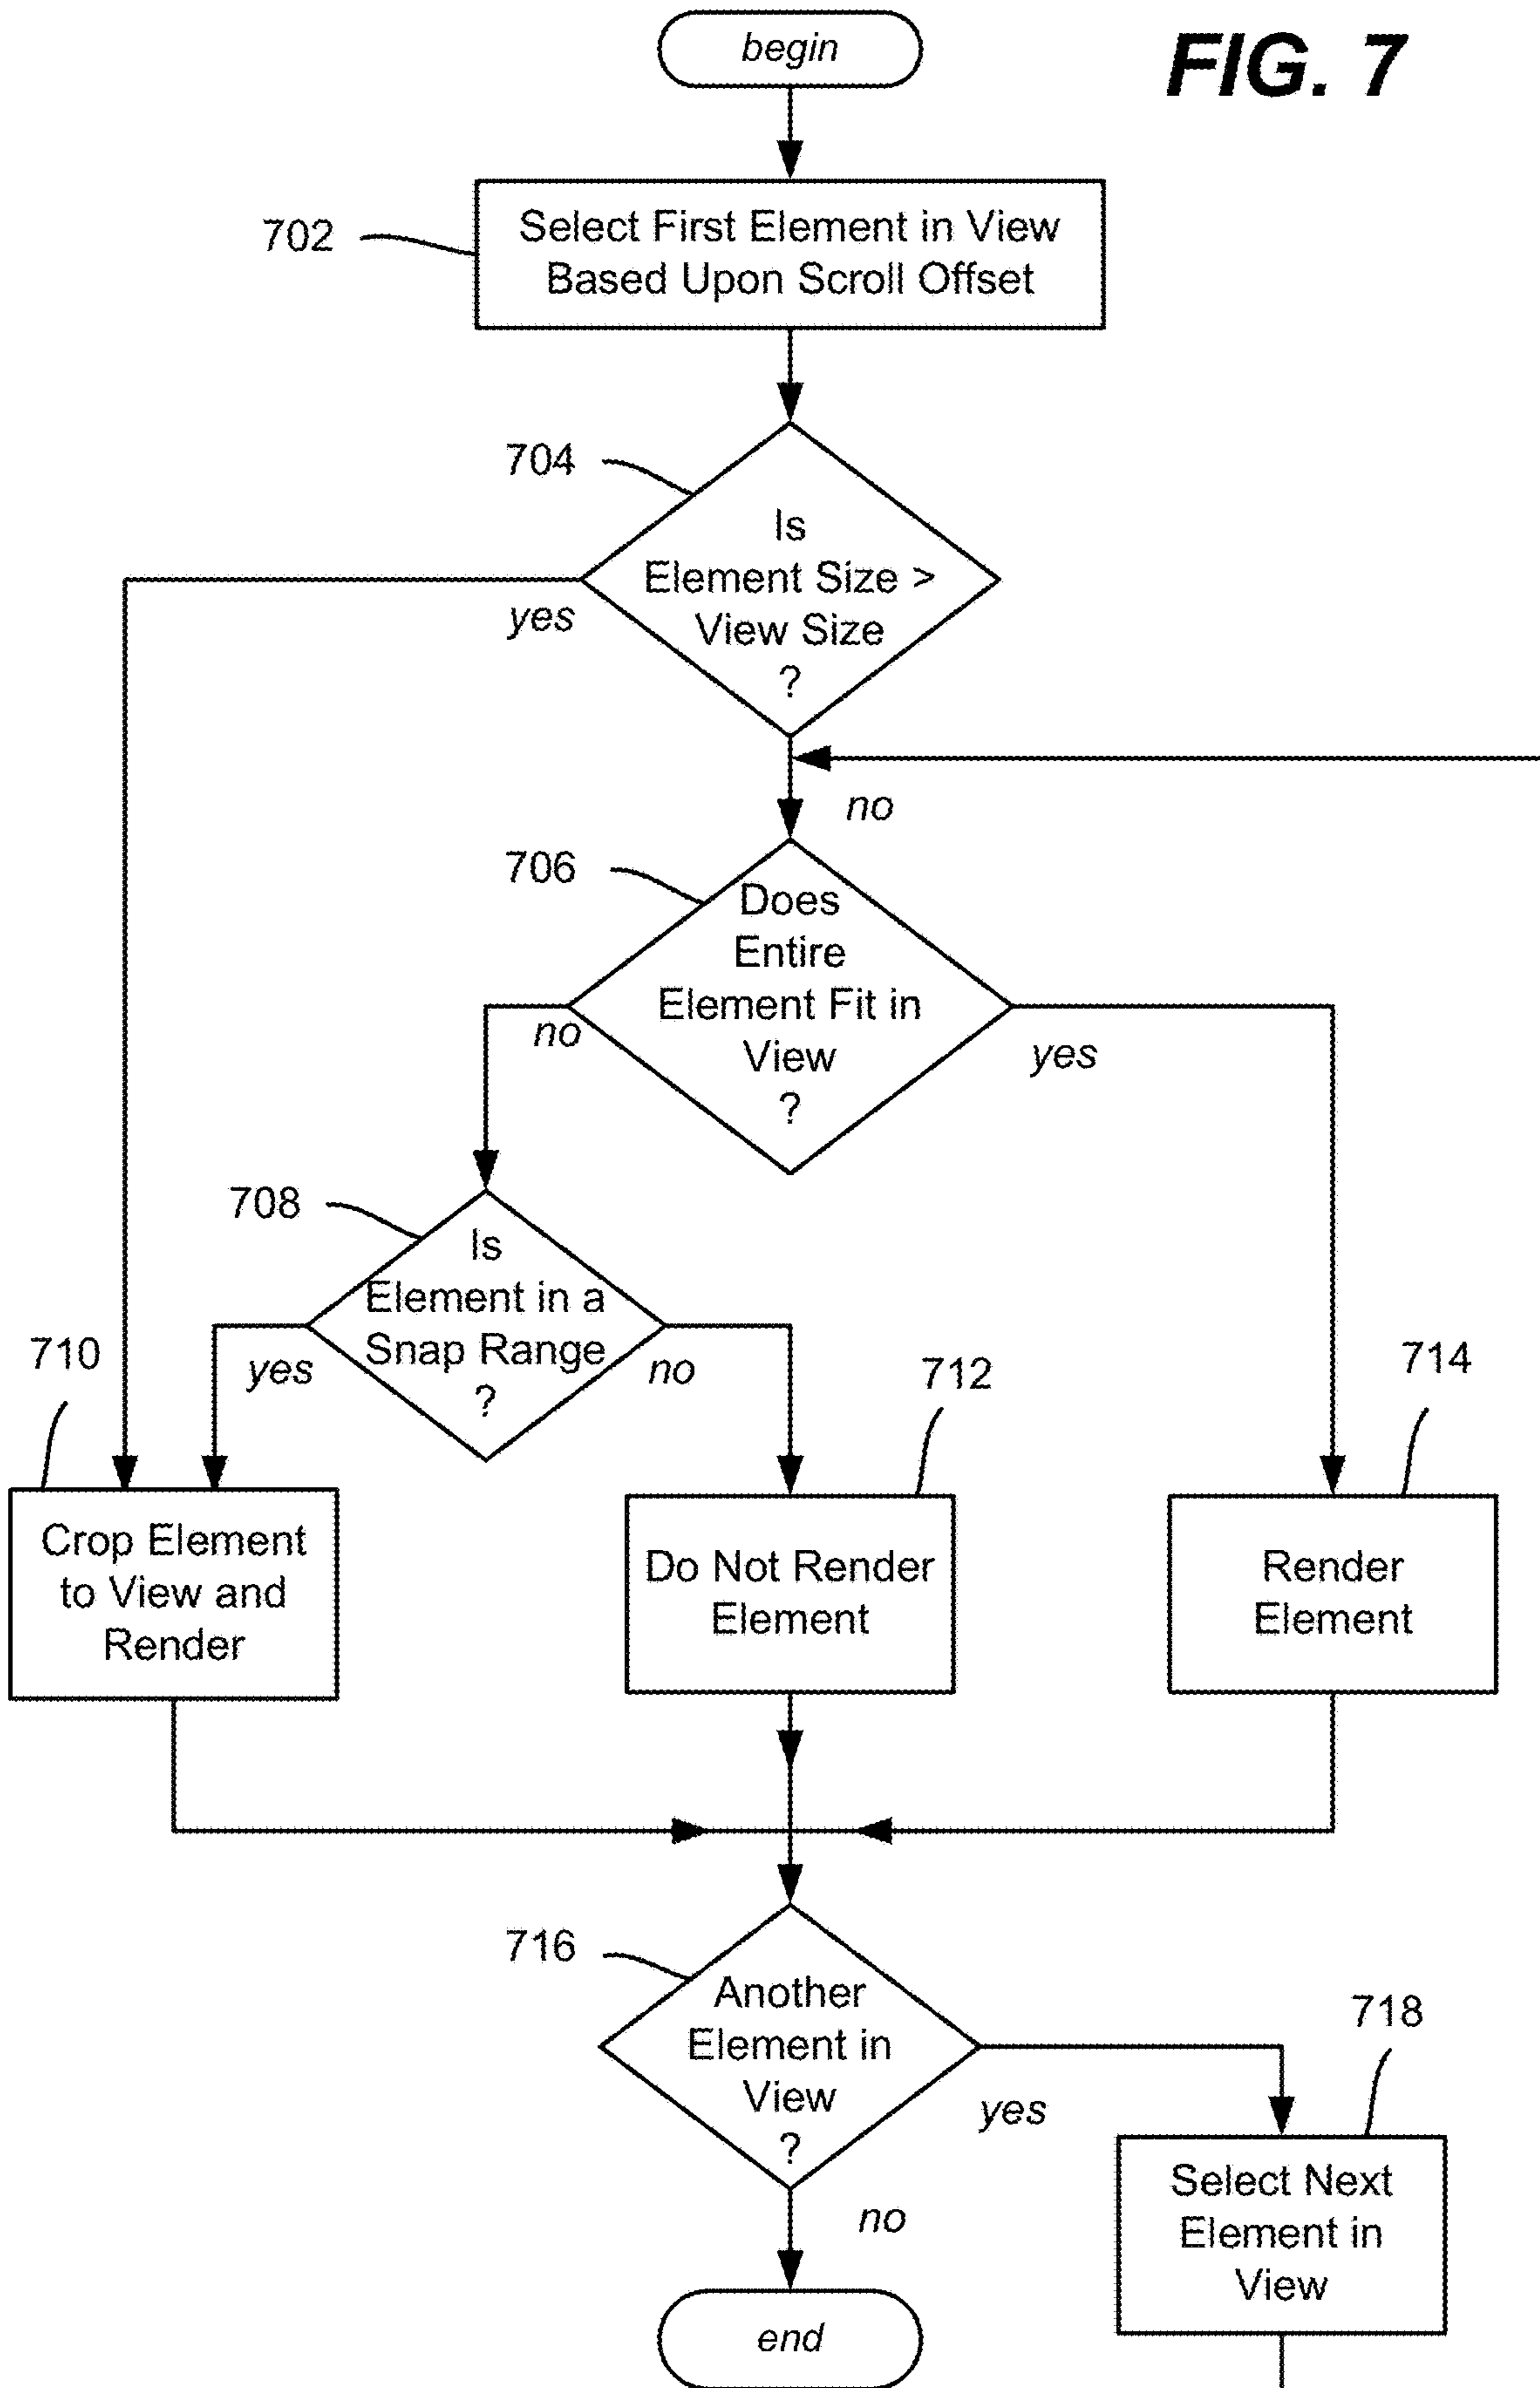 begin
FIG. 7
702
Select First Element in View
Based Upon Scroll Offset
704
Is
Element Size >
View Size
?
yes
no
706
Does
Entire
Element Fit in
View
?
no
yes
708
Is
Element in a
Snap Range
?
yes
no
710
712
714
Crop Element
to View and
Render
Do Not Render
Element
Render
Element
716
Another
Element in
View
?
yes
no
718
Select Next
Element in
View
end